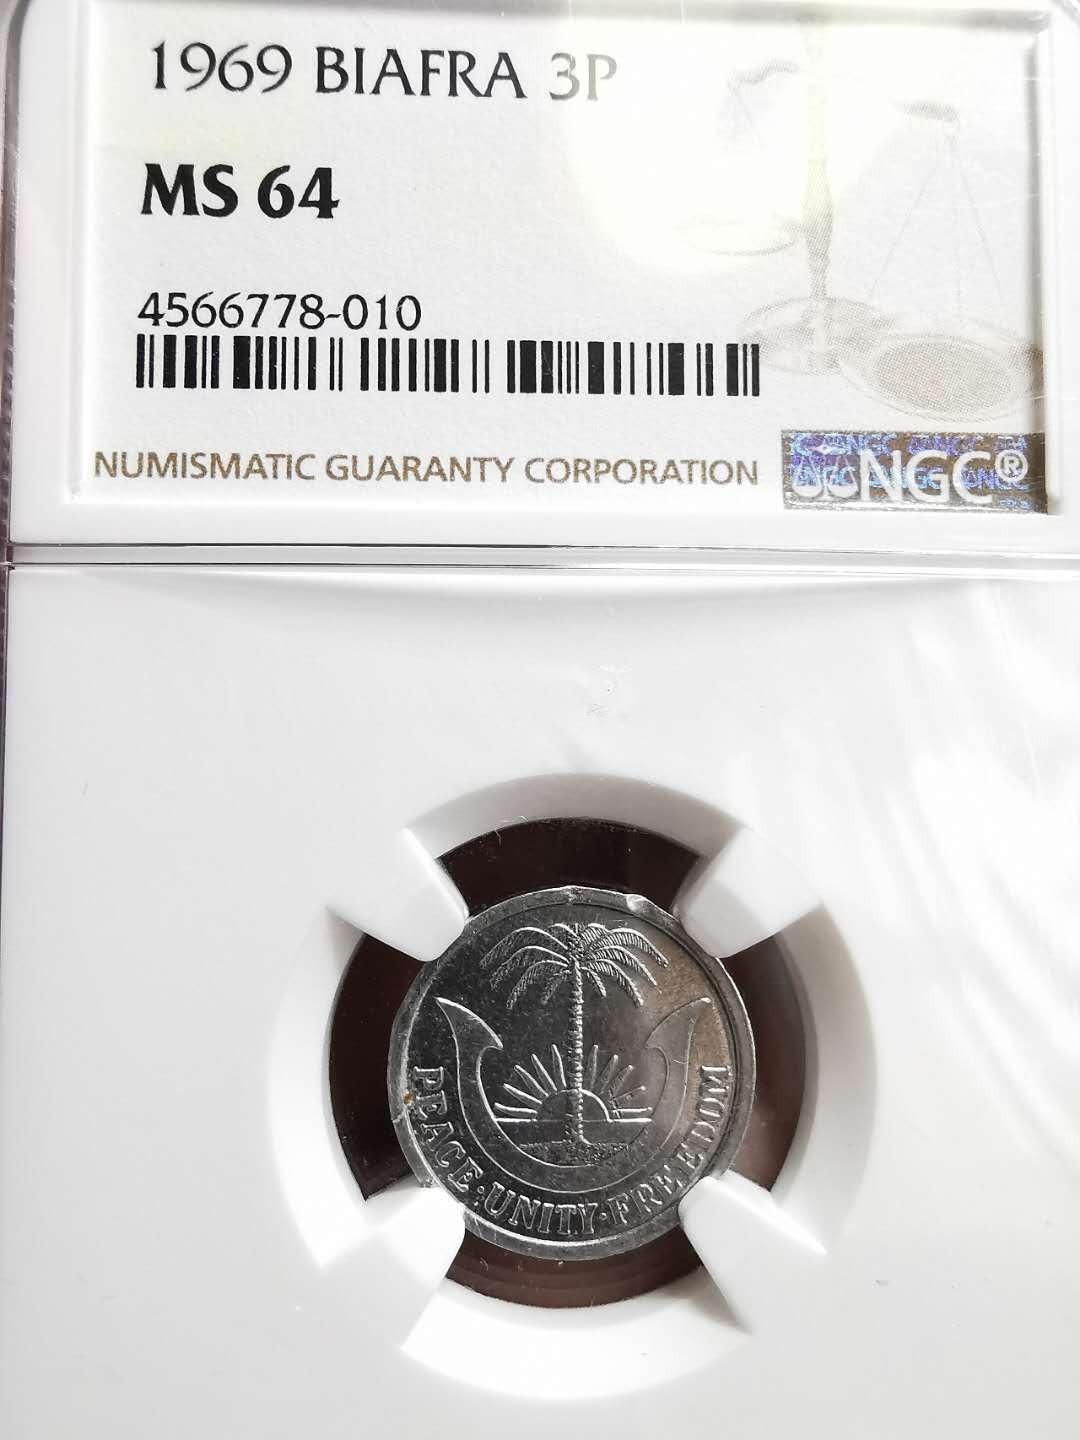 1969 BIAFRA 3P
MS 64
4566778-010
NUMISMATIC GUARANTY CORPORATION
NGC®
PEACE·UNITY·FREEDOM